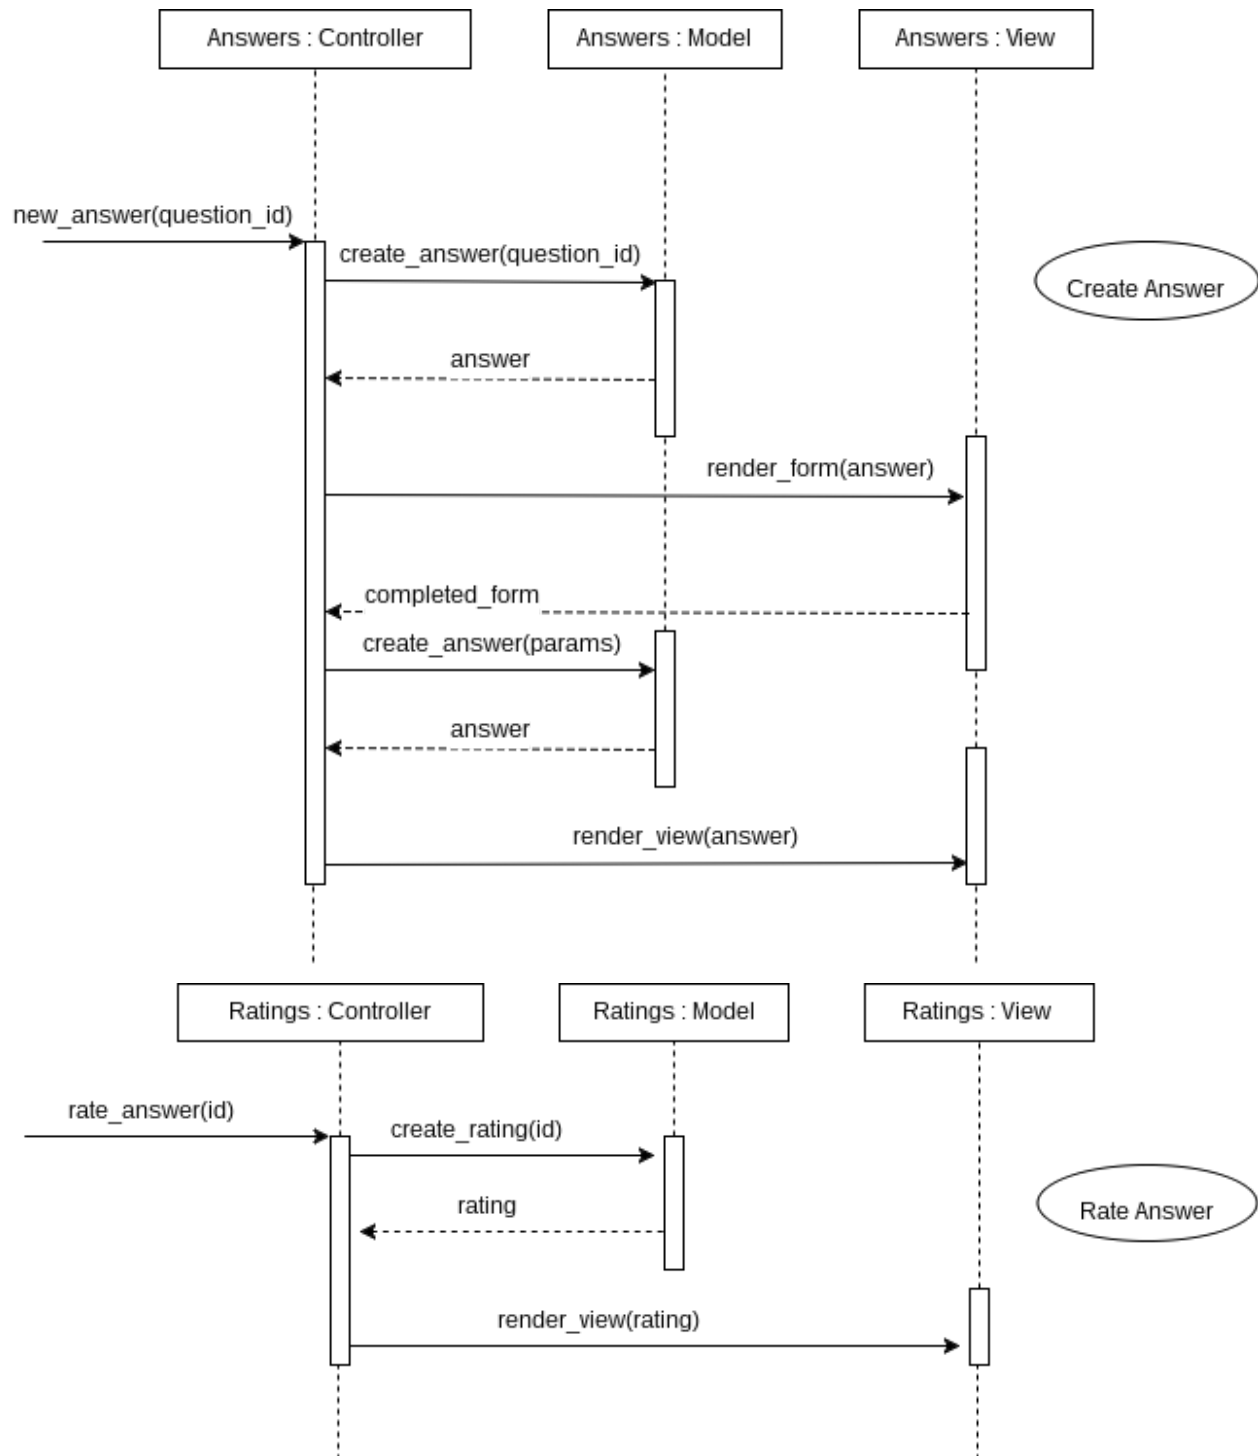 Answers : Controller
Answers : Model
Answers : View
new_answer(question_id)
create_answer(question_id)
Create Answer
answer
render_form(answer)
completed_form
create_answer(params)
answer
render_view(answer)
Ratings : Controller
Ratings : Model
Ratings : View
rate_answer(id)
create_rating(id)
rating
Rate Answer
render_view(rating)